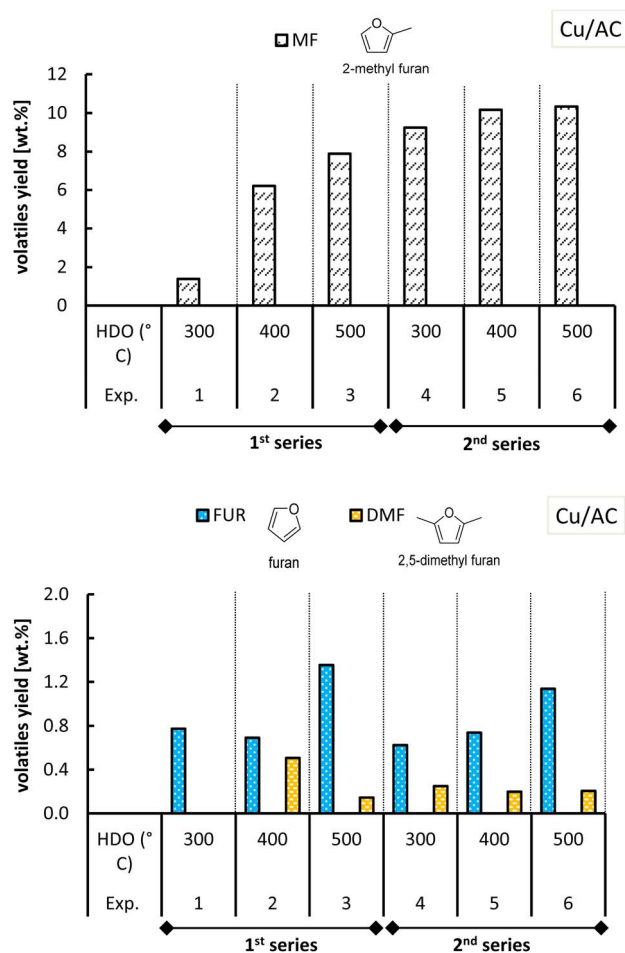 MF
2-methyl furan
Cu/AC
volatiles yield [wt.%]
12
10
8
6
4
2
0
HDO (° 300 400 500 300 400 500
C)
Exp. 1 2 3 4 5 6
1st series 2nd series
FUR DMF
furan 2,5-dimethyl furan
Cu/AC
volatiles yield [wt.%]
2.0
1.6
1.2
0.8
0.4
0.0
HDO (° 300 400 500 300 400 500
C)
Exp. 1 2 3 4 5 6
1st series 2nd series
O
O
O